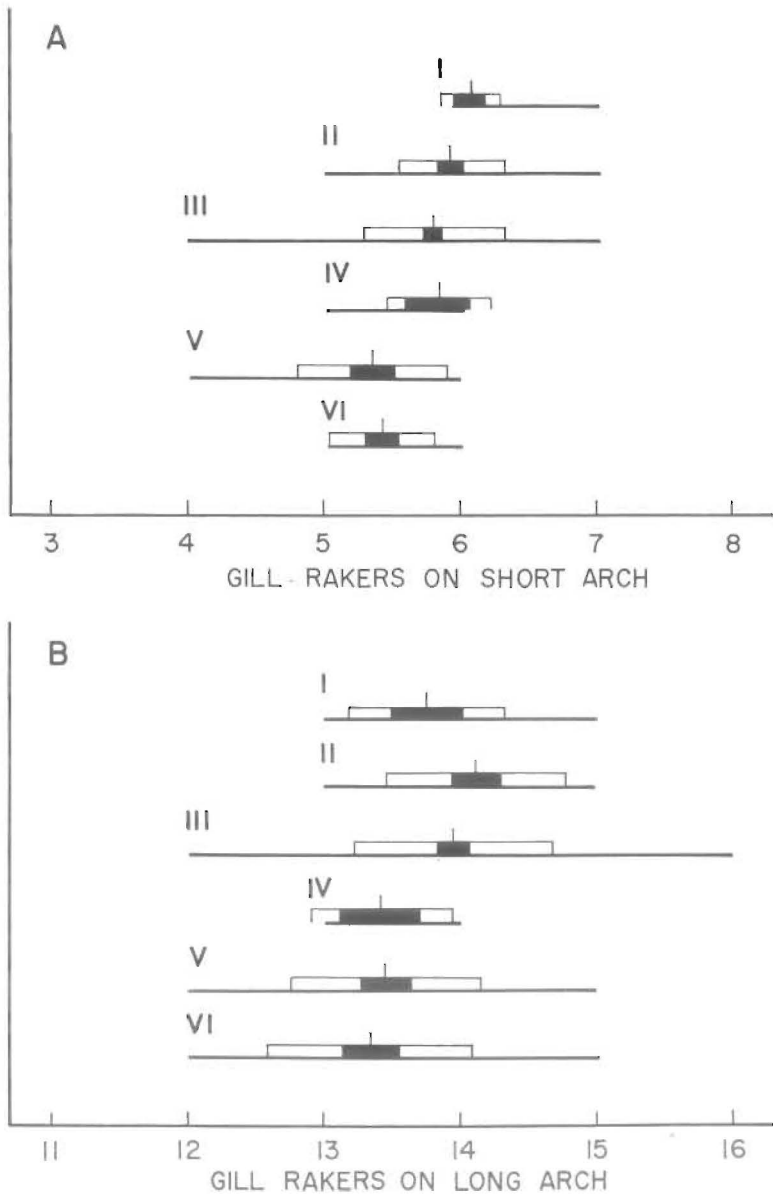 A
I
II
III
IV
V
VI
3 4 5 6 7 8
GILL RAKERS ON SHORT ARCH
B
I
II
III
IV
V
VI
11 12 13 14 15 16
GILL RAKERS ON LONG ARCH